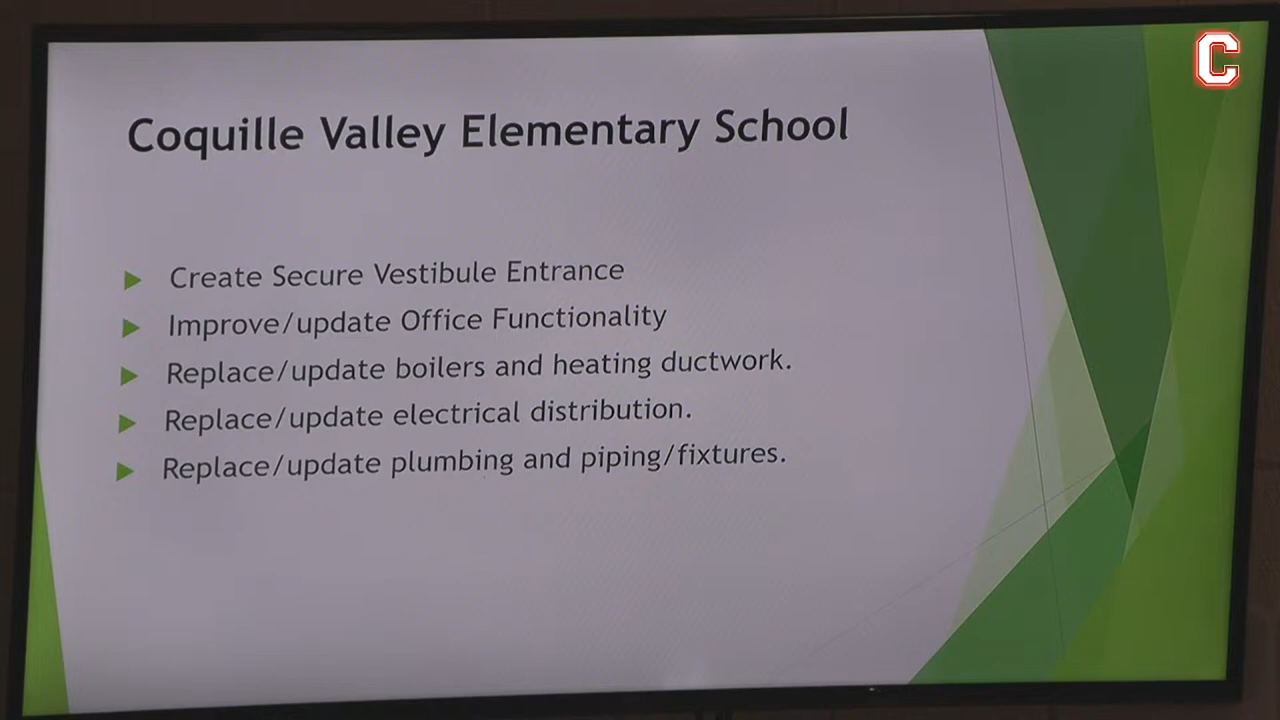 C
Coquille Valley Elementary School
Create Secure Vestibule Entrance
Improve/update Office Functionality
Replace/update boilers and heating ductwork.
Replace/update electrical distribution.
Replace/update plumbing and piping/fixtures.